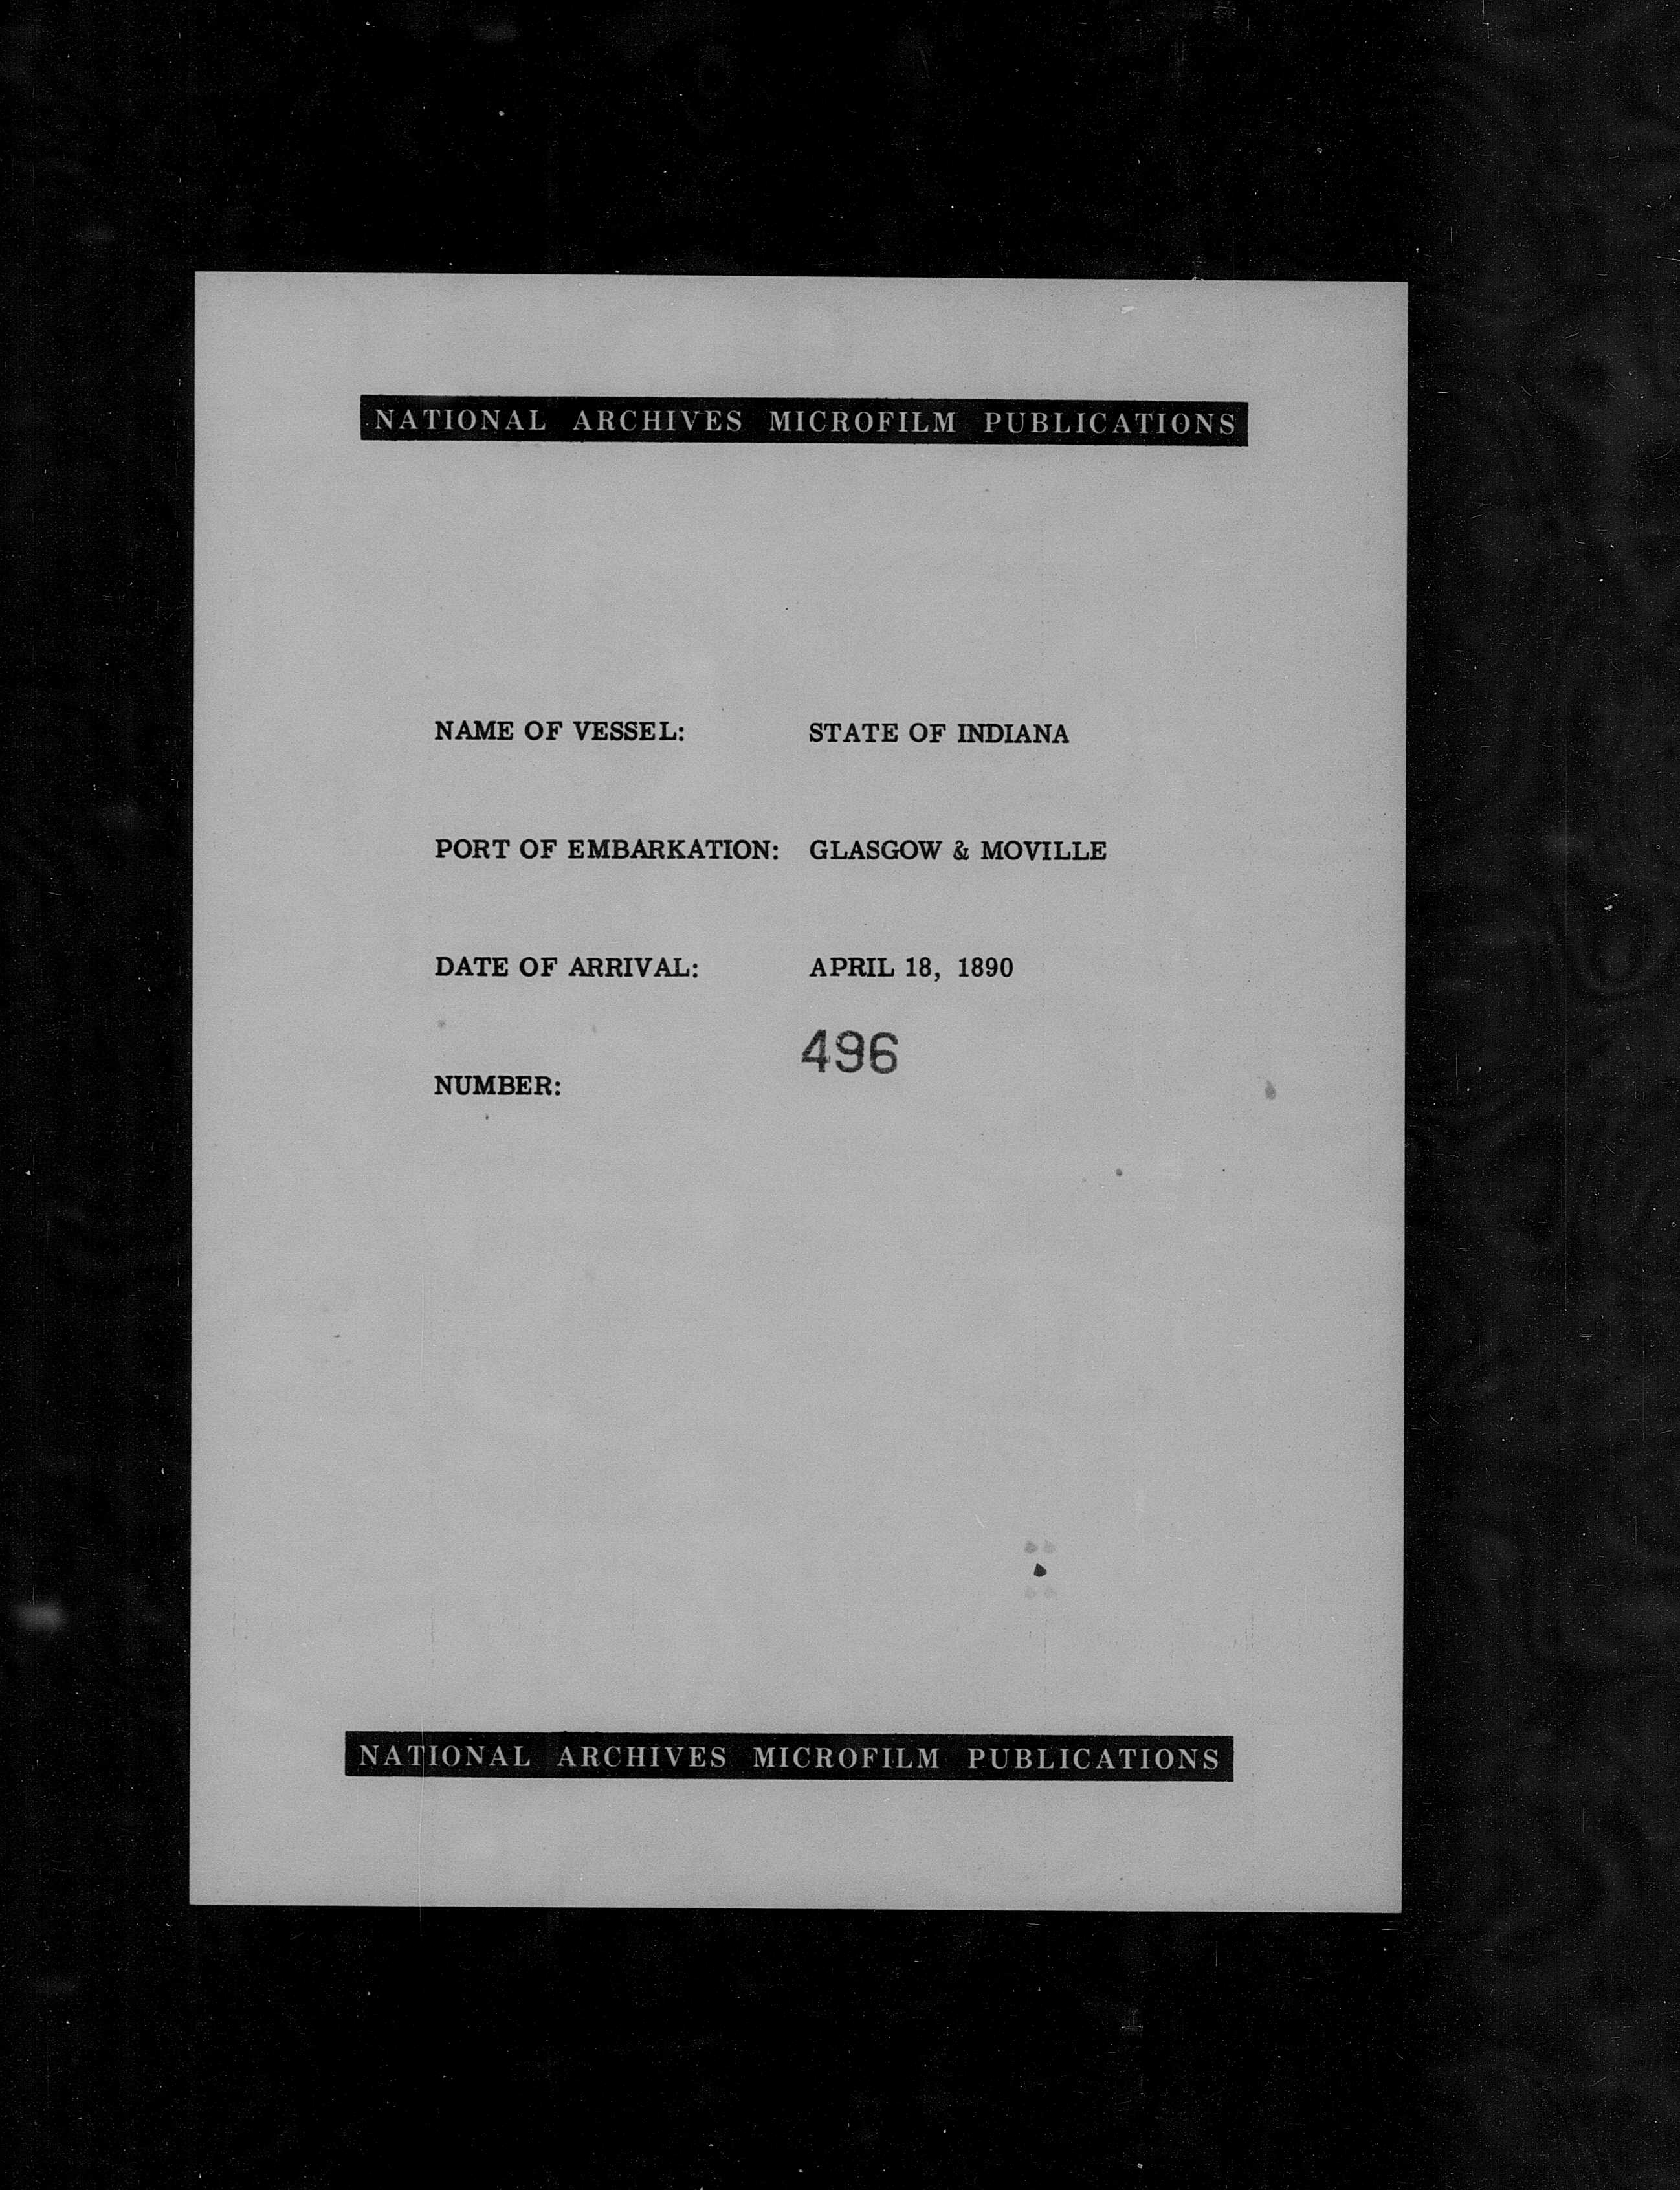 NATIONAL ARCHIVES MICROFILM PUBLICATIONS
NAME OF VESSEL: STATE OF INDIANA
PORT OF EMBARKATION: GLASGOW & MOVILLE
DATE OF ARRIVAL: APRIL 18, 1890
NUMBER: 496
NATIONAL ARCHIVES MICROFILM PUBLICATIONS